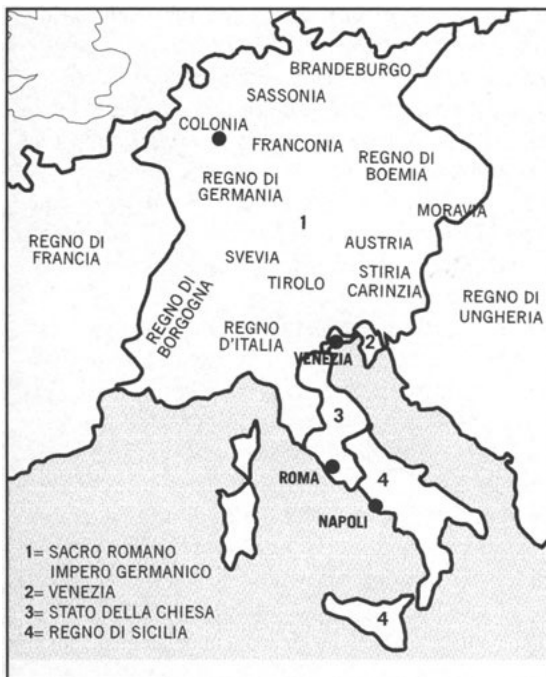 BRANDEBURGO
SASSONIA
COLONIA
FRANCONIA
REGNO DI
BOEMIA
REGNO DI
GERMANIA
MORAVIA
1
REGNO DI
FRANCIA
AUSTRIA
SVEVIA
STIRIA
CARINZIA
TIROLO
REGNO DI
UNGHERIA
REGNO DI
BORGOGNA
REGNO
D'ITALIA
VENEZIA
2
3
ROMA
4
NAPOLI
4
1= SACRO ROMANO
IMPERO GERMANICO
2= VENEZIA
3= STATO DELLA CHIESA
4= REGNO DI SICILIA